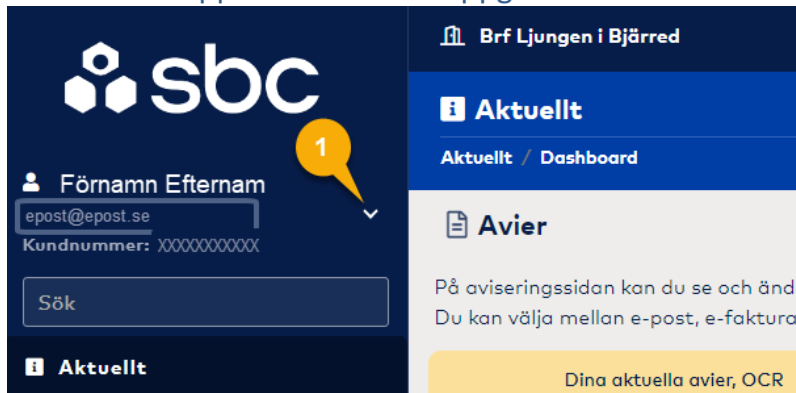 sbc
1
Förnamn Efternam
epost@epost.se
Kundnummer: XXXXXXXXXXX
Sök
Aktuellt
Brf Ljungen i Bjärred
Aktuellt
Aktuellt / Dashboard
Avier
På aviseringssidan kan du se och änd
Du kan välja mellan e-post, e-faktura
Dina aktuella avier, OCR